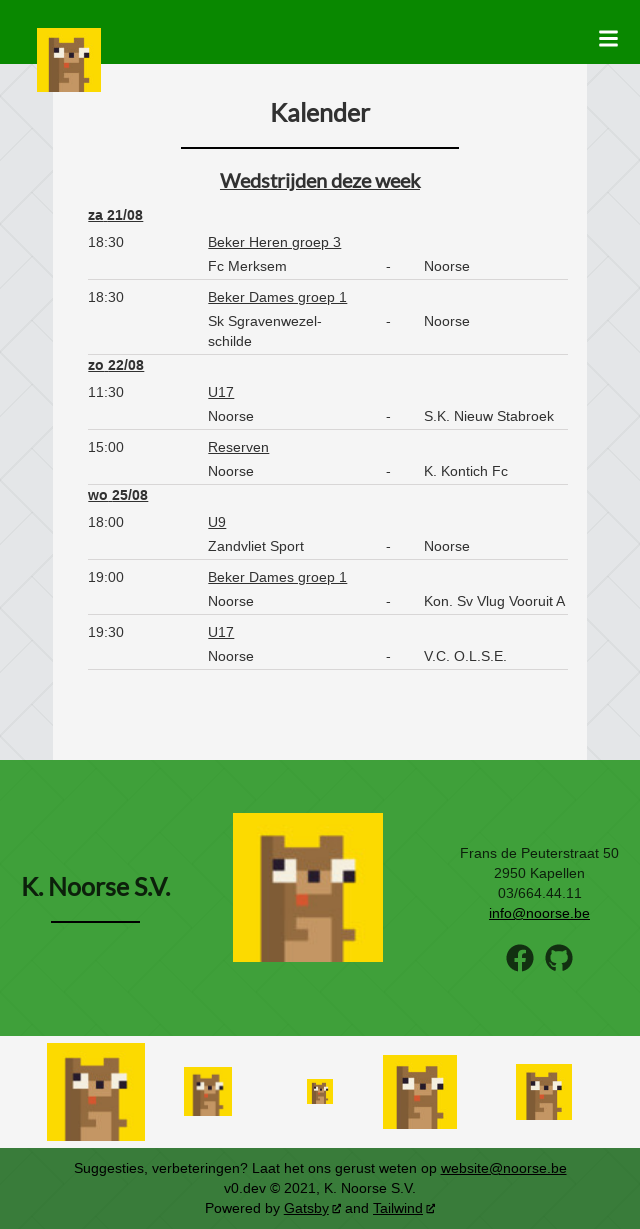 Kalender
Wedstrijden deze week
za 21/08
18:30 Beker Heren groep 3
Fc Merksem - Noorse
18:30 Beker Dames groep 1
Sk Sgravenwezel- - Noorse
schilde
zo 22/08
11:30 U17
Noorse - S.K. Nieuw Stabroek
15:00 Reserven
Noorse - K. Kontich Fc
wo 25/08
18:00 U9
Zandvliet Sport - Noorse
19:00 Beker Dames groep 1
Noorse - Kon. Sv Vlug Vooruit A
19:30 U17
Noorse - V.C. O.L.S.E.
K. Noorse S.V.
Frans de Peuterstraat 50
2950 Kapellen
03/664.44.11
info@noorse.be
Suggesties, verbeteringen? Laat het ons gerust weten op website@noorse.be
v0.dev © 2021, K. Noorse S.V.
Powered by Gatsby and Tailwind